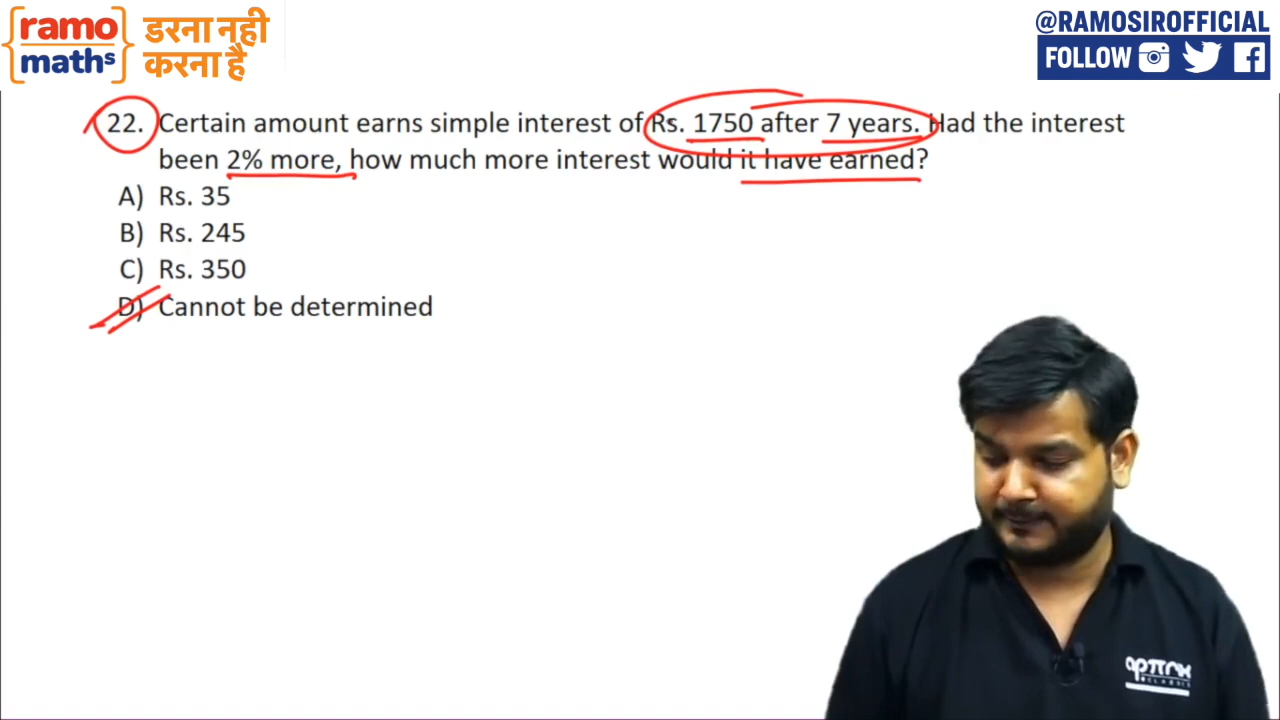 ramo
maths
डरना नही
करना है
@RAMOSIROFFICIAL
FOLLOW
22. Certain amount earns simple interest of Rs. 1750 after 7 years. Had the interest
been 2% more, how much more interest would it have earned?
A) Rs. 35
B) Rs. 245
C) Rs. 350
D) Cannot be determined
CLASSES